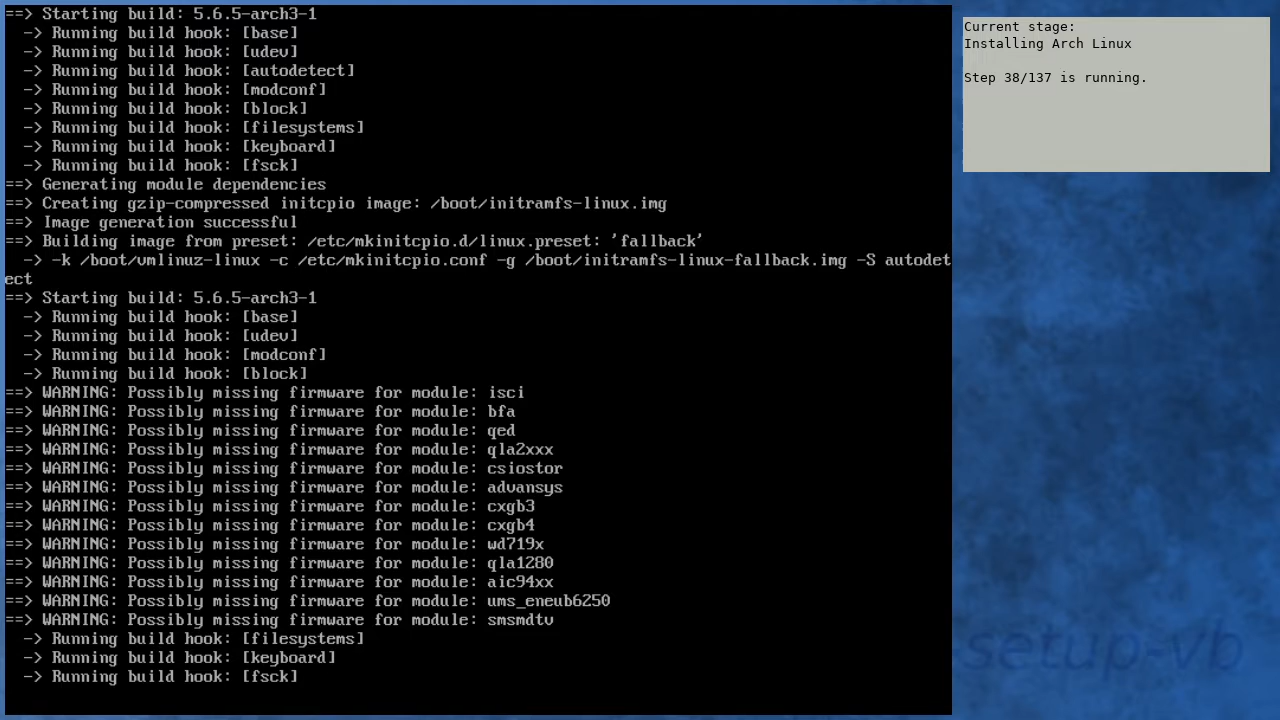 ==> Starting build: 5.6.5-arch3-1
  -> Running build hook: [base]
  -> Running build hook: [udev]
  -> Running build hook: [autodetect]
  -> Running build hook: [modconf]
  -> Running build hook: [block]
  -> Running build hook: [filesystems]
  -> Running build hook: [keyboard]
  -> Running build hook: [fsck]
==> Generating module dependencies
==> Creating gzip-compressed initcpio image: /boot/initramfs-linux.img
==> Image generation successful
==> Building image from preset: /etc/mkinitcpio.d/linux.preset: 'fallback'
  -> -k /boot/vmlinuz-linux -c /etc/mkinitcpio.conf -g /boot/initramfs-linux-fallback.img -S autodet
ect
==> Starting build: 5.6.5-arch3-1
  -> Running build hook: [base]
  -> Running build hook: [udev]
  -> Running build hook: [modconf]
  -> Running build hook: [block]
==> WARNING: Possibly missing firmware for module: isci
==> WARNING: Possibly missing firmware for module: bfa
==> WARNING: Possibly missing firmware for module: qed
==> WARNING: Possibly missing firmware for module: qla2xxx
==> WARNING: Possibly missing firmware for module: csiostor
==> WARNING: Possibly missing firmware for module: advansys
==> WARNING: Possibly missing firmware for module: cxgb3
==> WARNING: Possibly missing firmware for module: cxgb4
==> WARNING: Possibly missing firmware for module: wd719x
==> WARNING: Possibly missing firmware for module: qla1280
==> WARNING: Possibly missing firmware for module: aic94xx
==> WARNING: Possibly missing firmware for module: ums_eneub6250
==> WARNING: Possibly missing firmware for module: smsmdtv
  -> Running build hook: [filesystems]
  -> Running build hook: [keyboard]
  -> Running build hook: [fsck]
Current stage:
Installing Arch Linux
Step 38/137 is running.
setup-vb